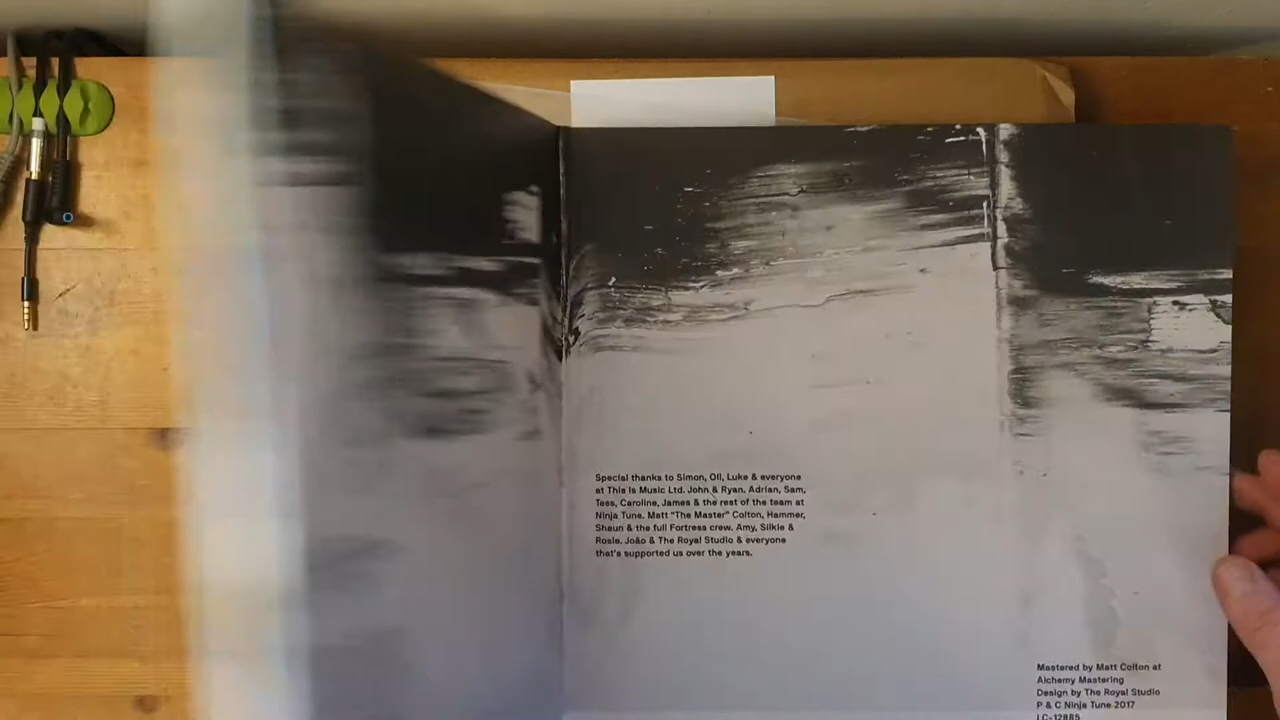 Special thanks to Simon, Oli, Luke & everyone
at This Is Music Ltd. John & Ryan. Adrian, Sam,
Tess, Caroline, James & the rest of the team at
Ninja Tune. Matt "The Master" Colton, Hammer,
Shaun & the full Fortress crew. Amy, Silkie &
Rosie. João & The Royal Studio & everyone
that's supported us over the years.
Mastered by Matt Colton at
Alchemy Mastering
Design by The Royal Studio
P & C Ninja Tune 2017
LC-12885